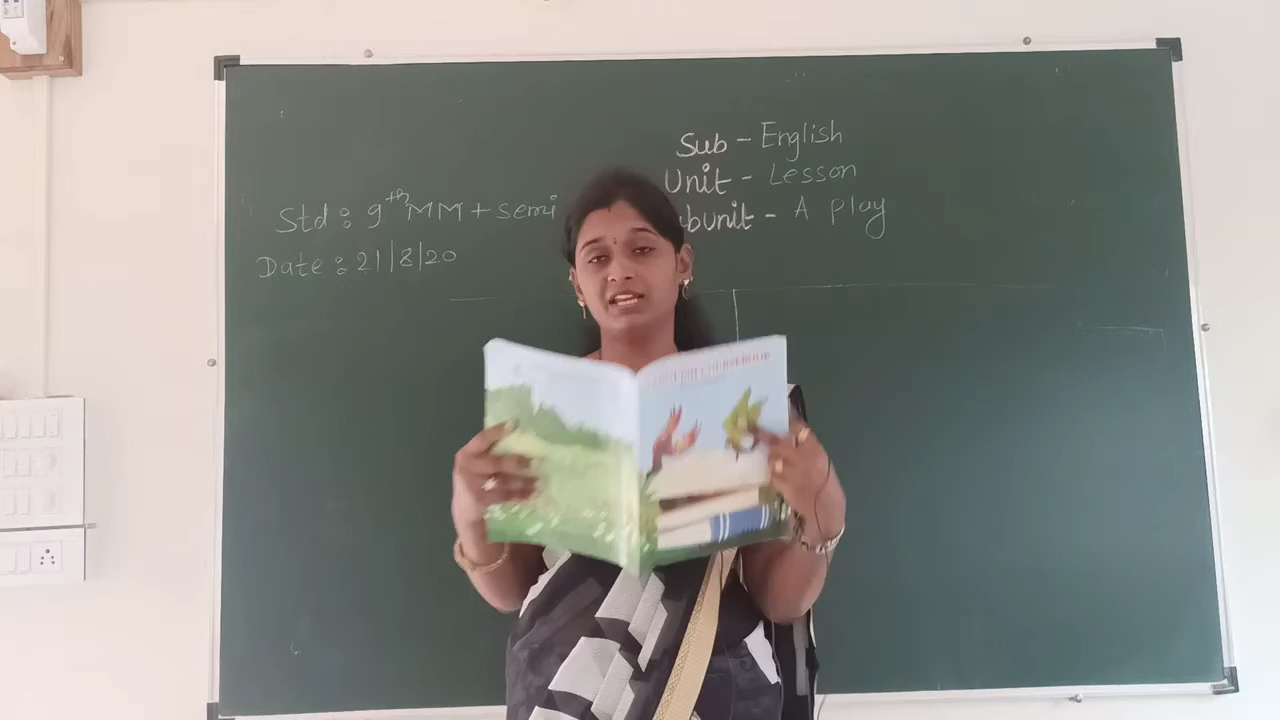 Sub - English
Unit - Lesson
bunit - A play
Std : 9th MM + semi
Date : 21/8/20